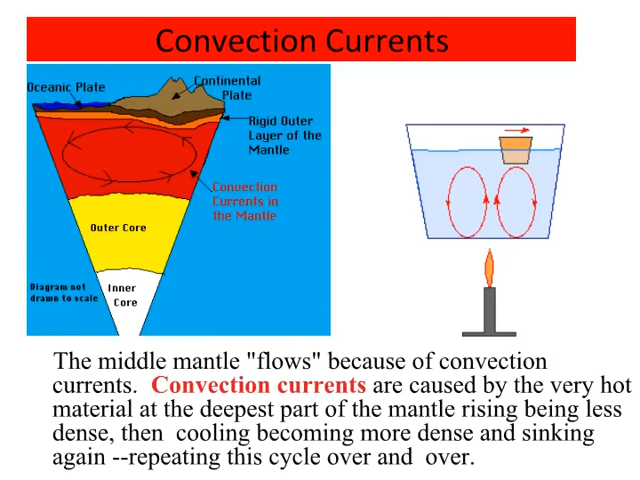 Convection Currents
Oceanic Plate
Continental
Plate
Rigid Outer
Layer of the
Mantle
Convection
Currents in
the Mantle
Outer Core
Diagram not
drawn to scale
Inner
Core
The middle mantle "flows" because of convection
currents.  Convection currents are caused by the very hot
material at the deepest part of the mantle rising being less
dense, then  cooling becoming more dense and sinking
again --repeating this cycle over and  over.